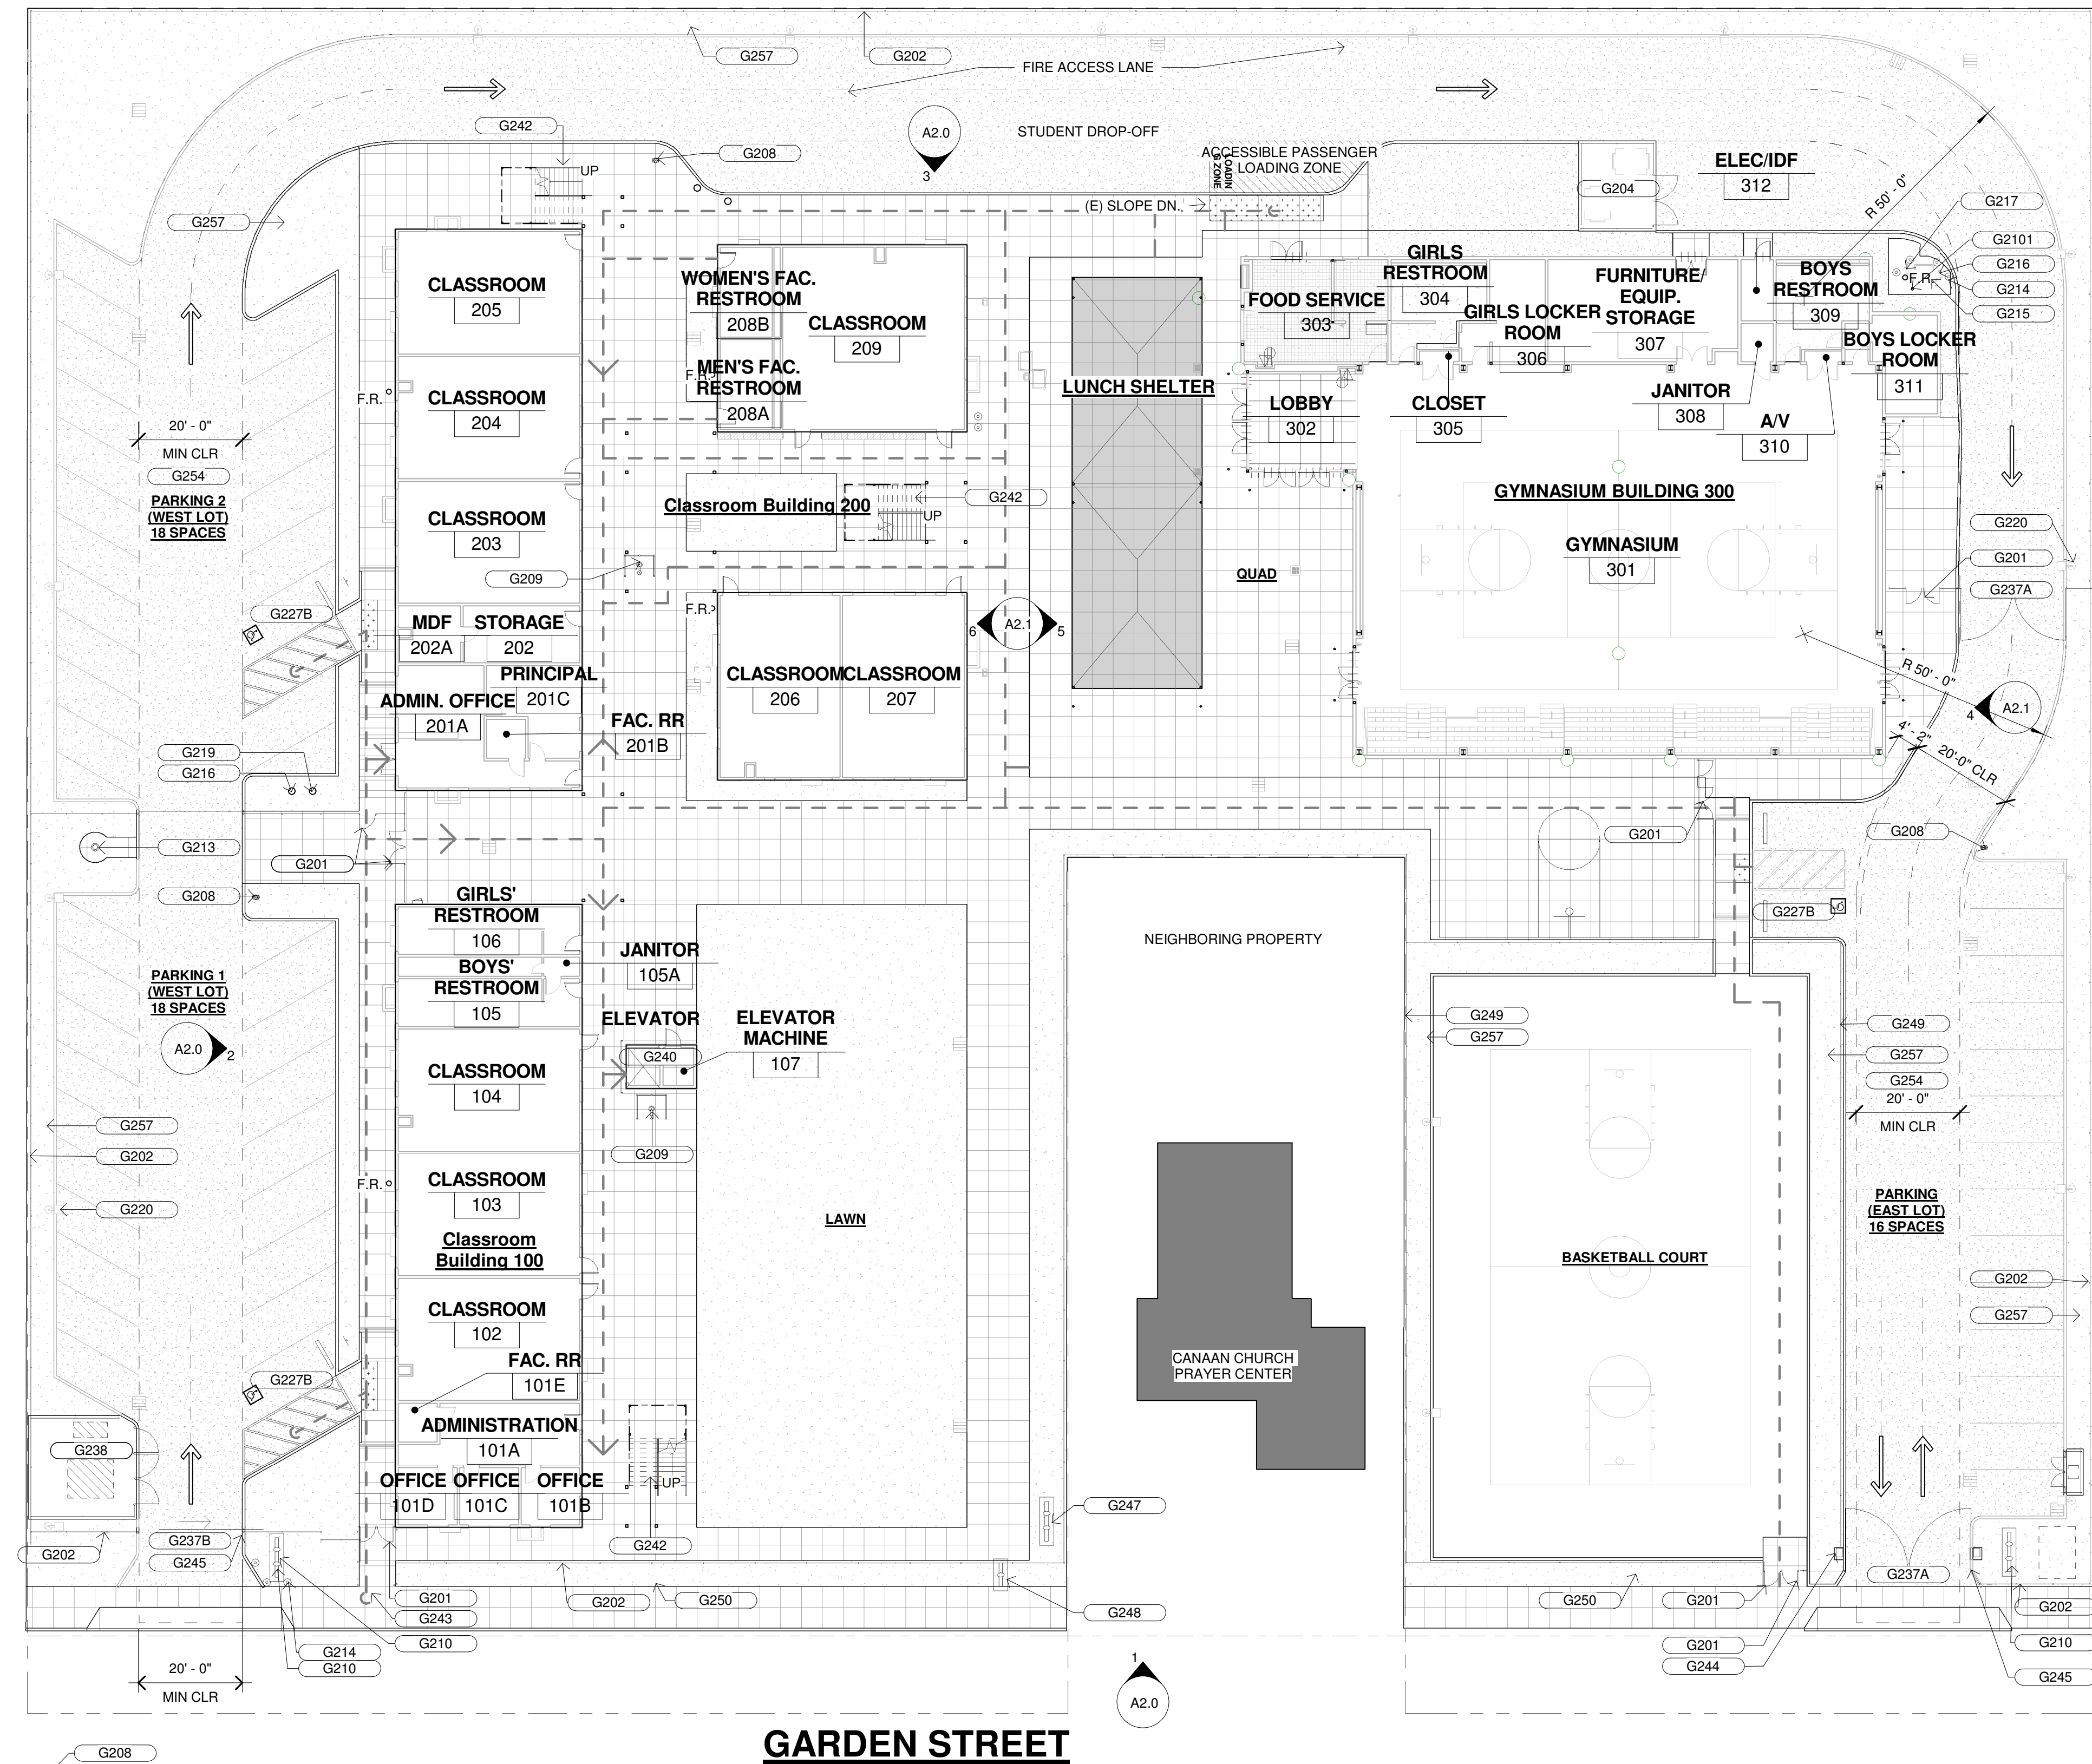 G257
G202
FIRE ACCESS LANE
G242
A2.0
3
STUDENT DROP-OFF
G208
UP
ACCESSIBLE PASSENGER
LOADING ZONE
LOADIN
G ZONE
(E) SLOPE DN.
G204
ELEC/IDF
312
R 50' - 0"
G217
G2101
G216
G214
G215
F.R.
G257
CLASSROOM
205
WOMEN'S FAC.
RESTROOM
208B
CLASSROOM
209
MEN'S FAC.
RESTROOM
208A
F.R.
FOOD SERVICE
303
GIRLS
RESTROOM
304
GIRLS LOCKER
ROOM
306
FURNITURE/
EQUIP.
STORAGE
307
BOYS
RESTROOM
309
BOYS LOCKER
ROOM
311
LUNCH SHELTER
LOBBY
302
CLOSET
305
JANITOR
308
A/V
310
F.R.
CLASSROOM
204
20' - 0"
MIN CLR
G254
PARKING 2
(WEST LOT)
18 SPACES
CLASSROOM
203
Classroom Building 200
G242
UP
GYMNASIUM BUILDING 300
GYMNASIUM
301
G220
G201
G237A
G209
QUAD
G227B
F.R.
MDF
202A
STORAGE
202
6
A2.1
5
PRINCIPAL
201C
ADMIN. OFFICE
201A
FAC. RR
201B
CLASSROOM
206
CLASSROOM
207
R 50' - 0"
A2.1
4
4' - 2"
20'-0" CLR
G219
G216
G213
G201
G208
G201
G208
G227B
GIRLS'
RESTROOM
106
BOYS'
RESTROOM
105
JANITOR
105A
NEIGHBORING PROPERTY
PARKING 1
(WEST LOT)
18 SPACES
A2.0
2
ELEVATOR
G240
ELEVATOR
MACHINE
107
G249
G257
G249
G257
G254
20' - 0"
MIN CLR
CLASSROOM
104
G257
G202
G209
G220
F.R.
CLASSROOM
103
Classroom
Building 100
LAWN
PARKING
(EAST LOT)
16 SPACES
BASKETBALL COURT
G202
G257
CLASSROOM
102
FAC. RR
101E
G227B
CANAAN CHURCH
PRAYER CENTER
ADMINISTRATION
101A
G238
OFFICE
101D
OFFICE
101C
OFFICE
101B
UP
G247
G237B
G245
G202
G242
G237A
G201
G243
G210
G202
G250
G248
G250
G201
G202
G214
G210
G201
G244
G210
G245
20' - 0"
MIN CLR
1
A2.0
GARDEN STREET
G208